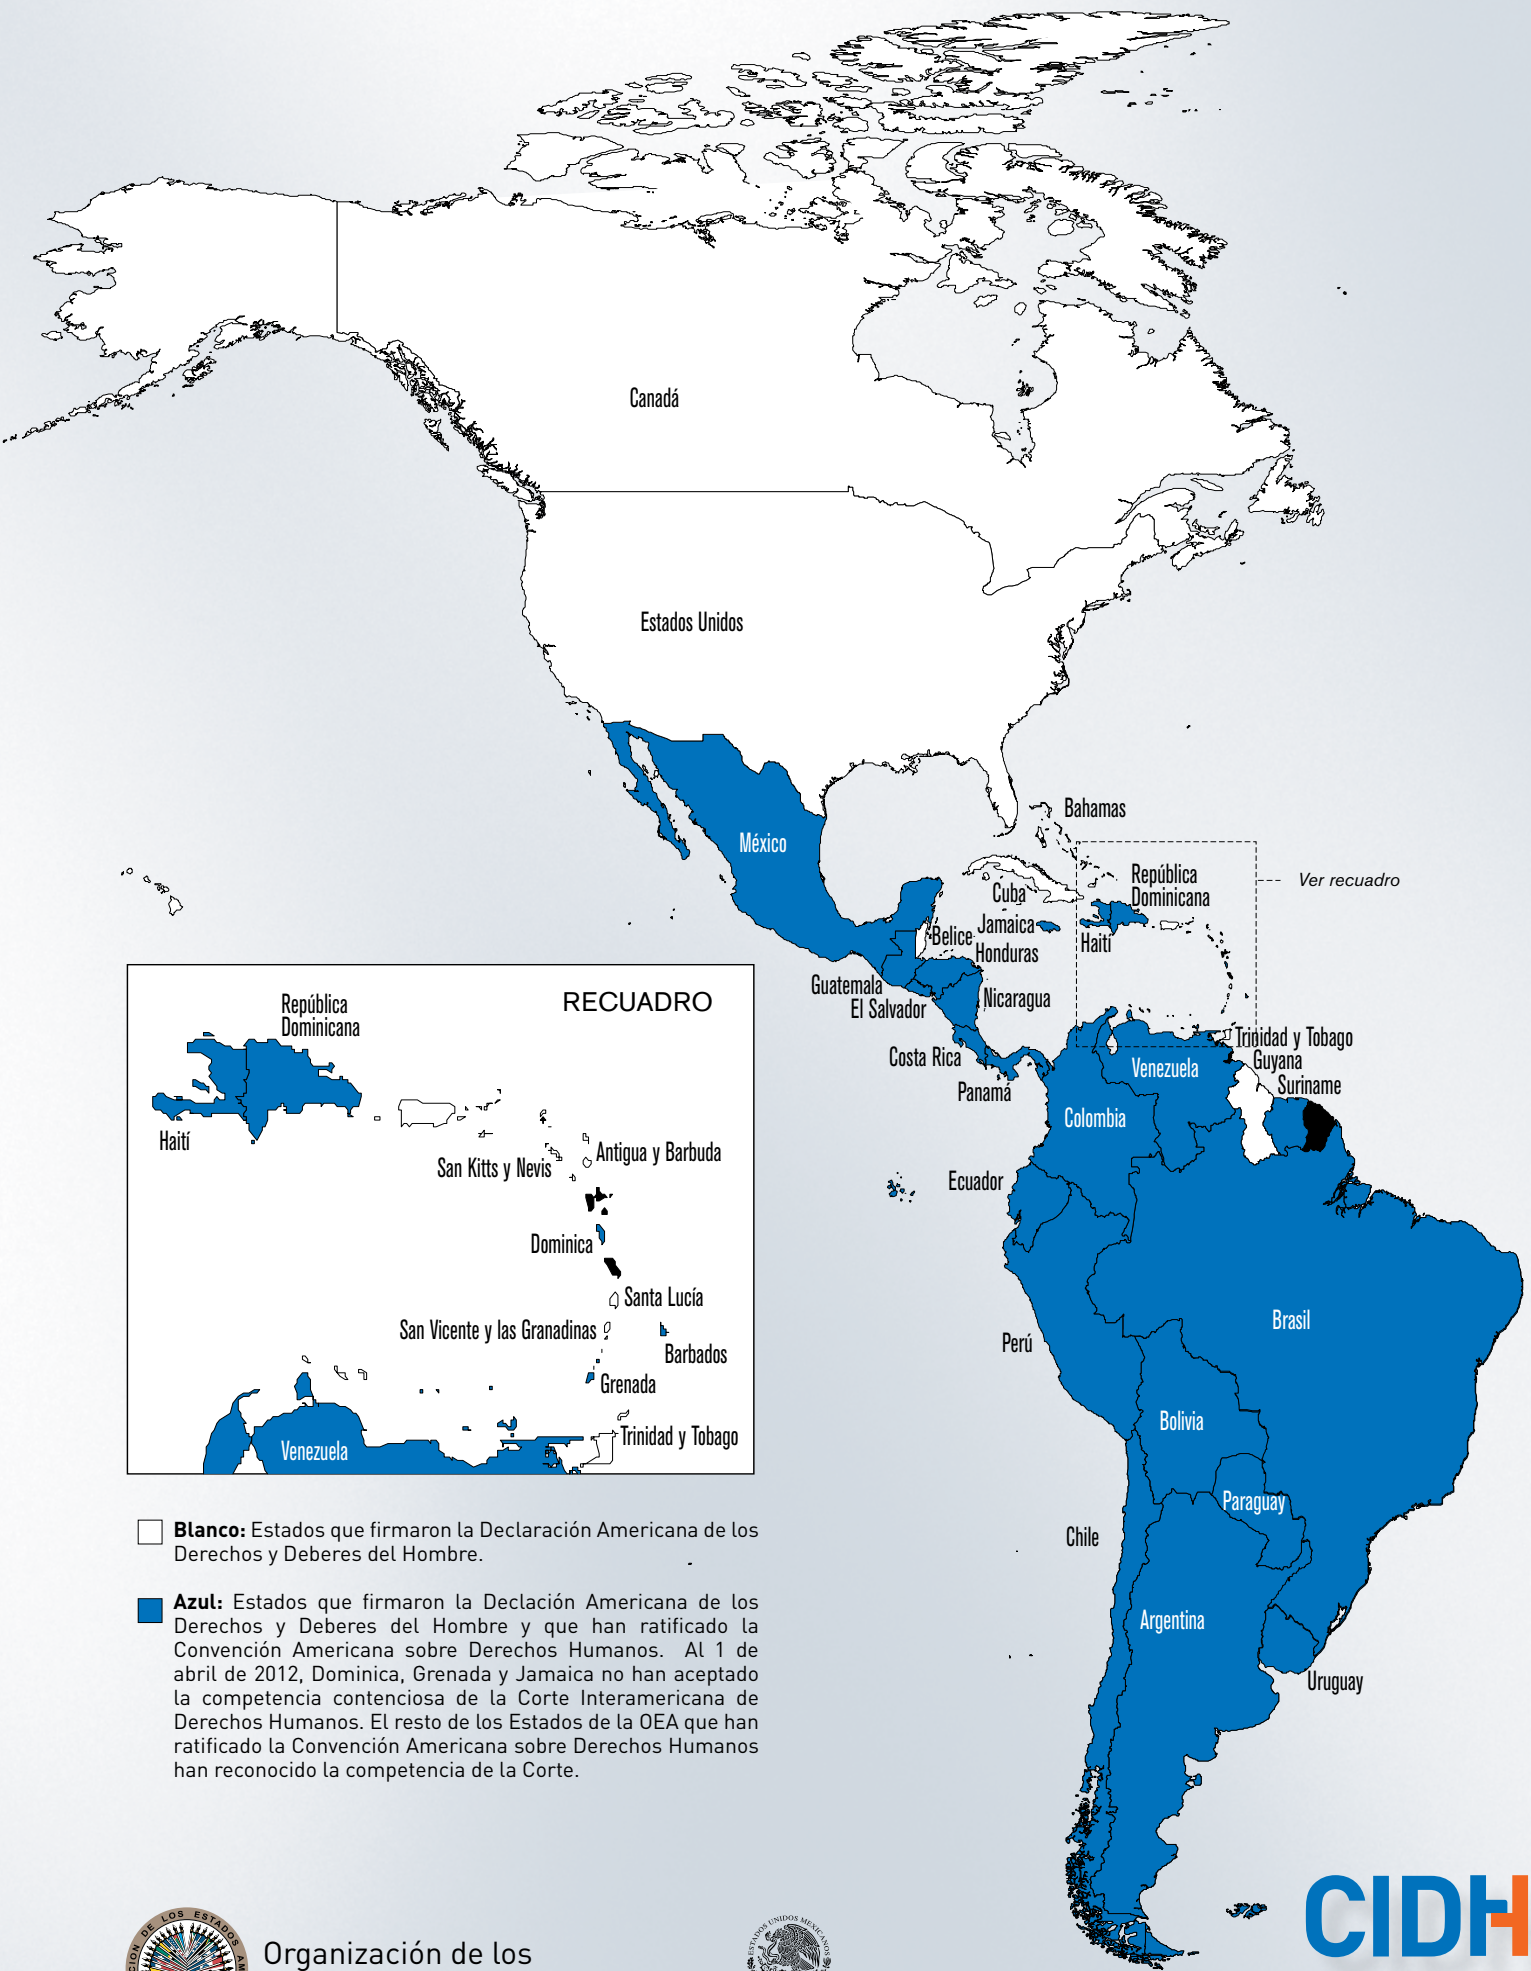 Canadá
Estados Unidos
México
Bahamas
República
Dominicana
Ver recuadro
Cuba
Jamaica
Haití
Belice
Honduras
Guatemala
El Salvador
Nicaragua
Costa Rica
Panamá
Trinidad y Tobago
Guyana
Suriname
Venezuela
Colombia
Ecuador
Perú
Brasil
Bolivia
Paraguay
Chile
Argentina
Uruguay
RECUADRO
República
Dominicana
Haití
San Kitts y Nevis
Antigua y Barbuda
Dominica
Santa Lucía
San Vicente y las Granadinas
Barbados
Grenada
Trinidad y Tobago
Venezuela
Blanco: Estados que firmaron la Declaración Americana de los
Derechos y Deberes del Hombre.
Azul: Estados que firmaron la Declación Americana de los
Derechos y Deberes del Hombre y que han ratificado la
Convención Americana sobre Derechos Humanos. Al 1 de
abril de 2012, Dominica, Grenada y Jamaica no han aceptado
la competencia contenciosa de la Corte Interamericana de
Derechos Humanos. El resto de los Estados de la OEA que han
ratificado la Convención Americana sobre Derechos Humanos
han reconocido la competencia de la Corte.
DE LOS ESTADOS
Organización de los
ESTADOS UNIDOS MEXICANOS
CIDH